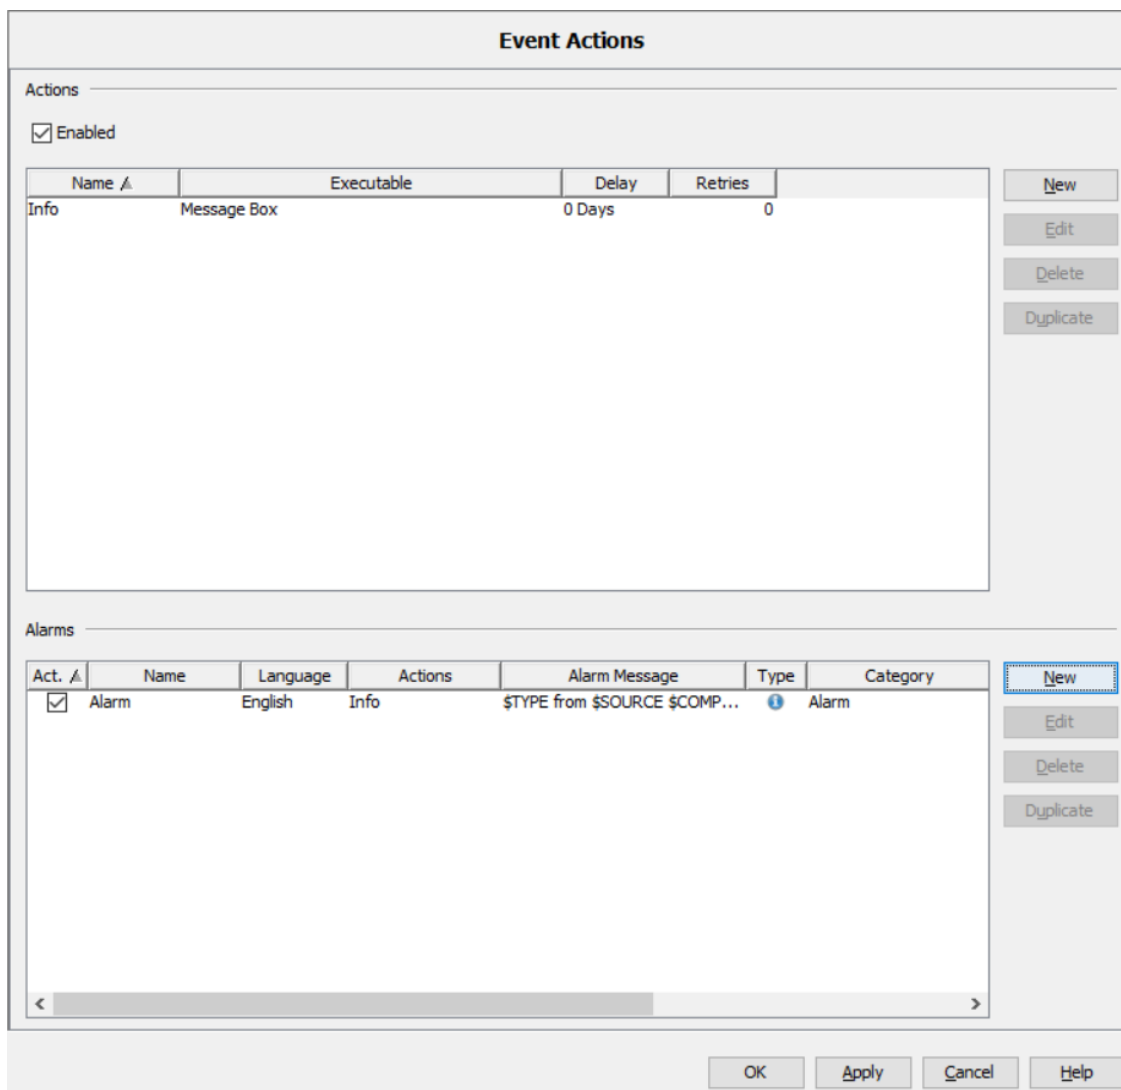 Event Actions
Actions
Enabled
Name Executable Delay Retries
Info Message Box 0 Days 0
New
Edit
Delete
Duplicate
Alarms
Act. Name Language Actions Alarm Message Type Category
Alarm English Info $TYPE from $SOURCE $COMP... Alarm
New
Edit
Delete
Duplicate
OK Apply Cancel Help